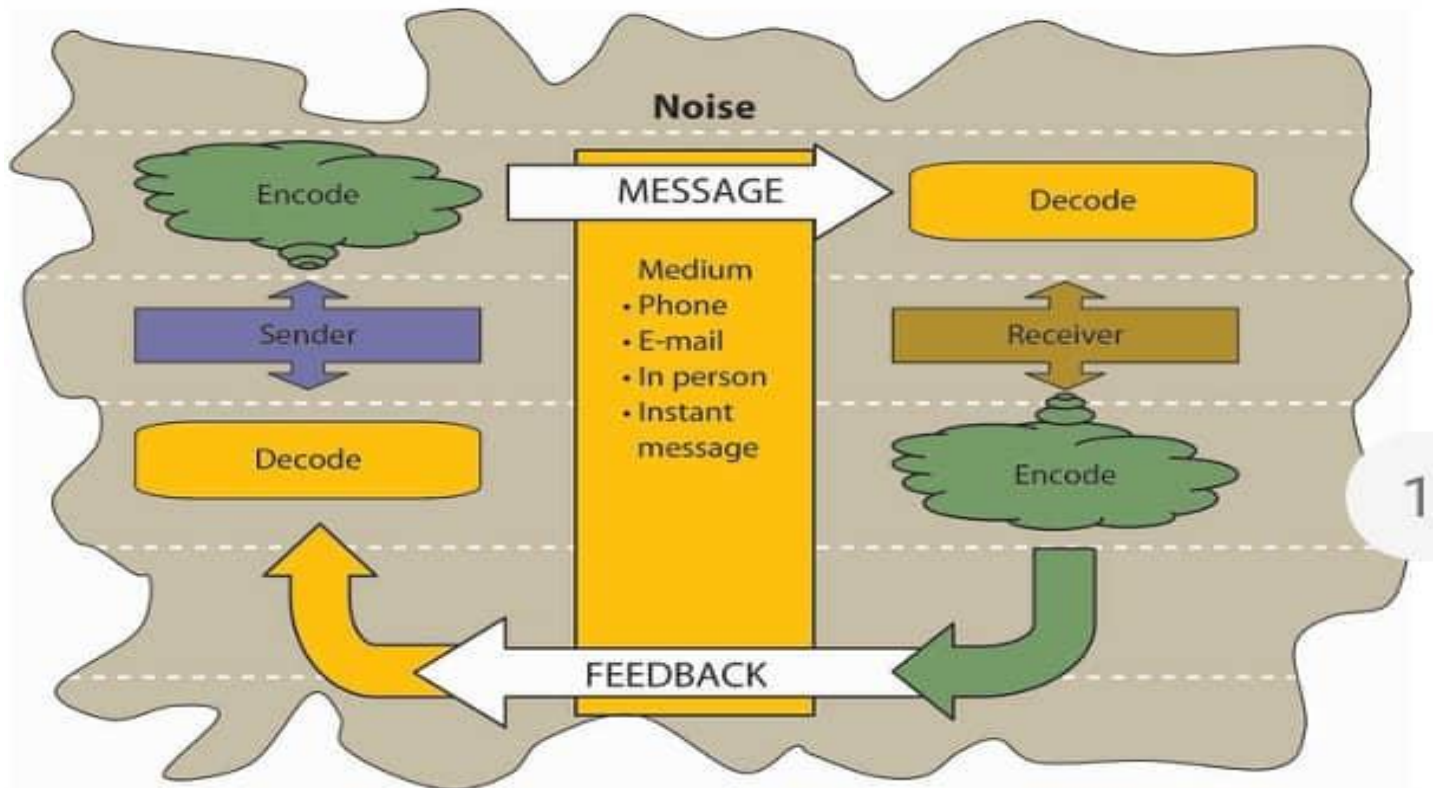 Noise
Encode
MESSAGE
Decode
Medium
• Phone
• E-mail
• In person
• Instant
message
Sender
Receiver
Decode
Encode
1
FEEDBACK